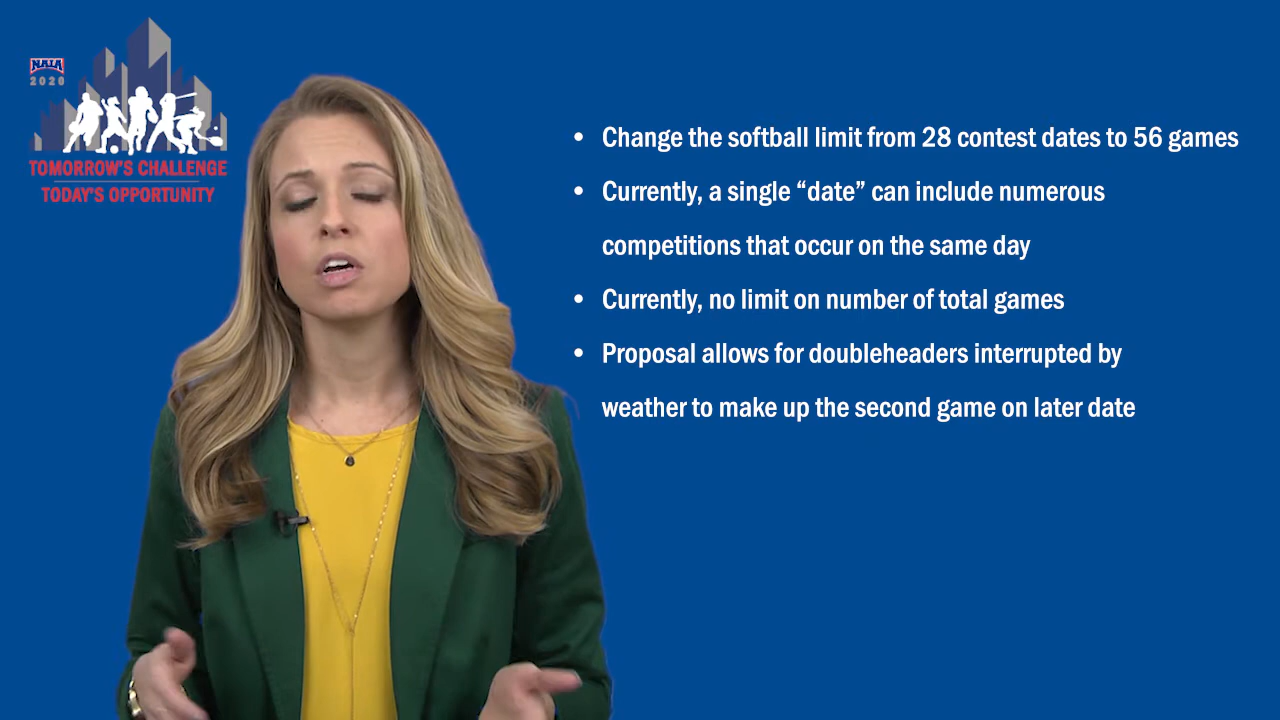 NAIA
2020
TOMORROW'S CHALLENGE
TODAY'S OPPORTUNITY
• Change the softball limit from 28 contest dates to 56 games
• Currently, a single “date” can include numerous
competitions that occur on the same day
• Currently, no limit on number of total games
• Proposal allows for doubleheaders interrupted by
weather to make up the second game on later date